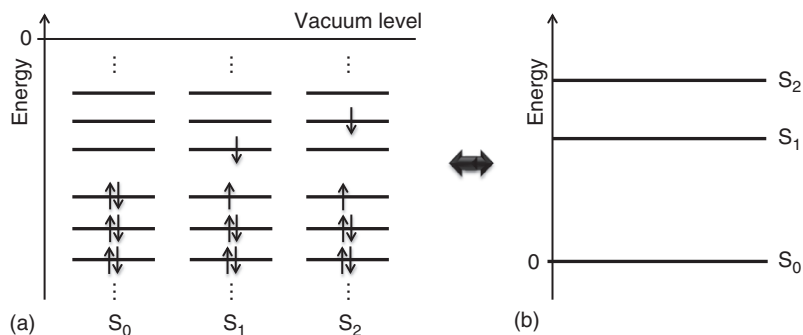 Vacuum level
0
Energy
S0 S1 S2
(a)
Energy
S2
S1
0 S0
(b)